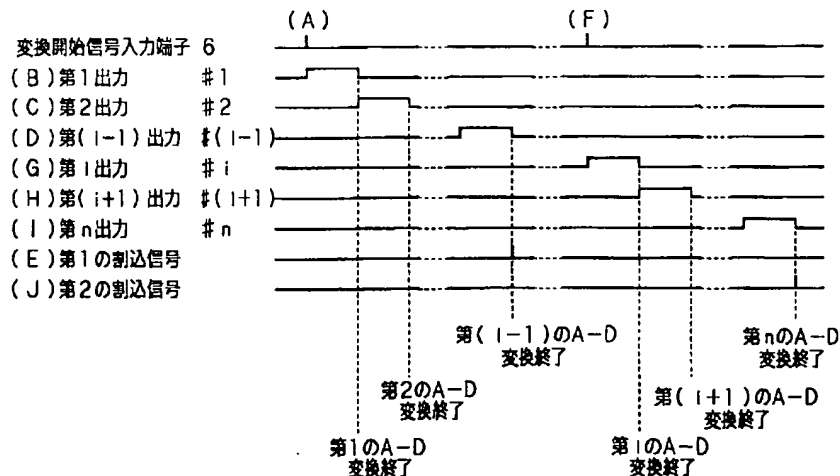 (A) (F)
変換開始信号入力端子 6
(B)第1出力 #1
(C)第2出力 #2
(D)第(i−1)出力 #(i−1)
(G)第i出力 #i
(H)第(i+1)出力 #(i+1)
(I)第n出力 #n
(E)第1の割込信号
(J)第2の割込信号
第(i−1)のA−D
変換終了
第nのA−D
変換終了
第2のA−D
変換終了
第(i+1)のA−D
変換終了
第1のA−D
変換終了
第iのA−D
変換終了